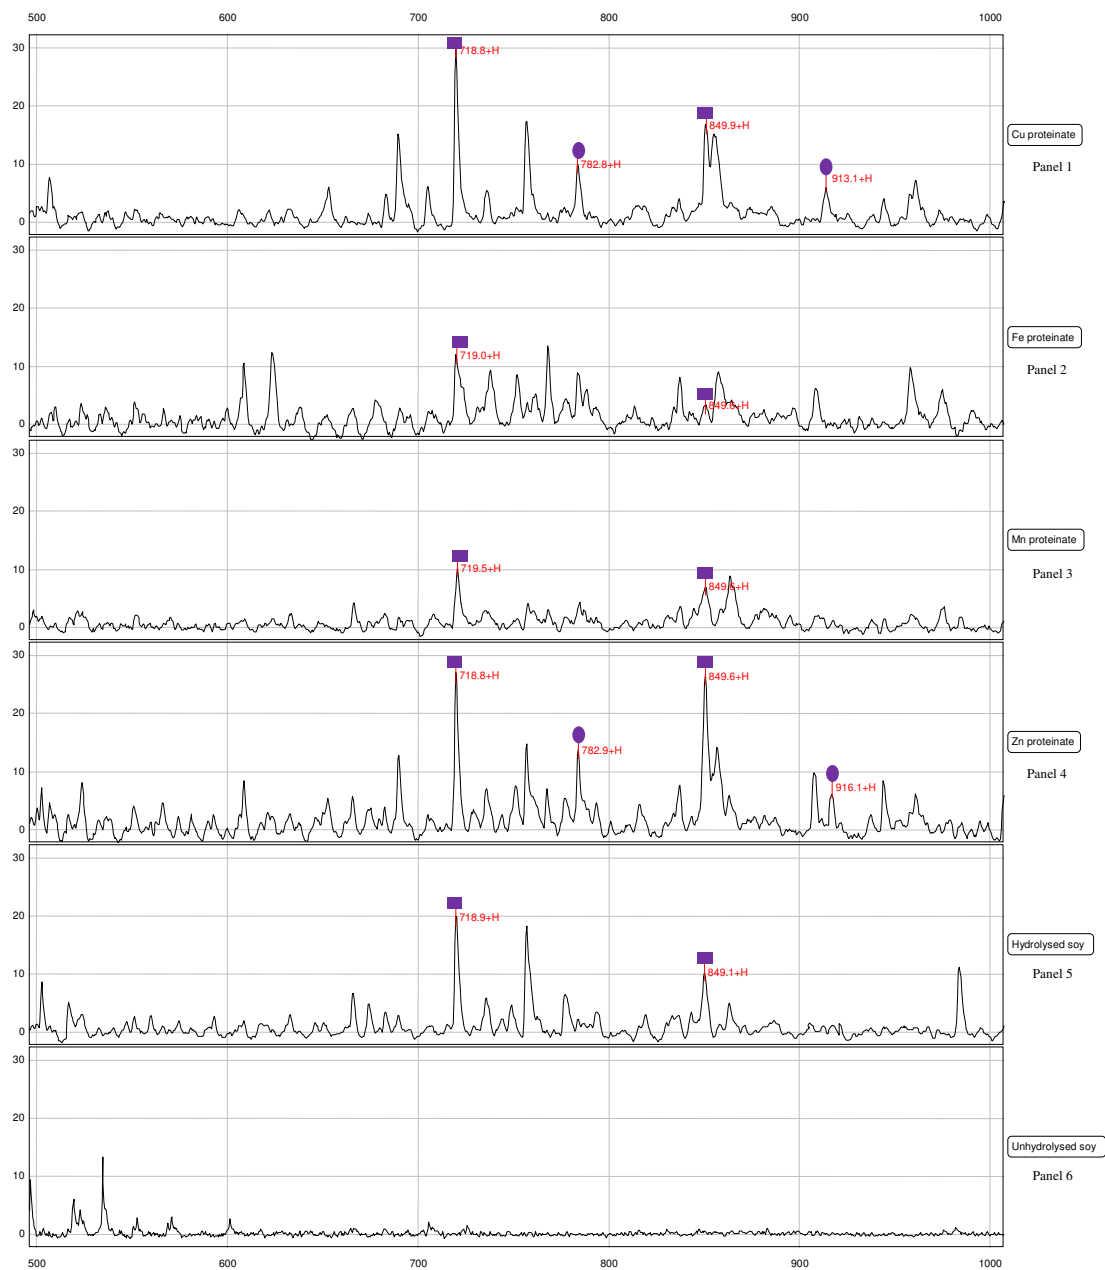 500 600 700 800 900 1000
30
20
10
0
718.8+H
782.8+H
849.9+H
913.1+H
Cu proteinate
Panel 1
30
20
10
0
719.0+H
849.6+H
Fe proteinate
Panel 2
30
20
10
0
719.5+H
849.6+H
Mn proteinate
Panel 3
30
20
10
0
718.8+H
782.9+H
849.6+H
916.1+H
Zn proteinate
Panel 4
30
20
10
0
718.9+H
849.1+H
Hydrolysed soy
Panel 5
30
20
10
0
Unhydrolysed soy
Panel 6
500 600 700 800 900 1000